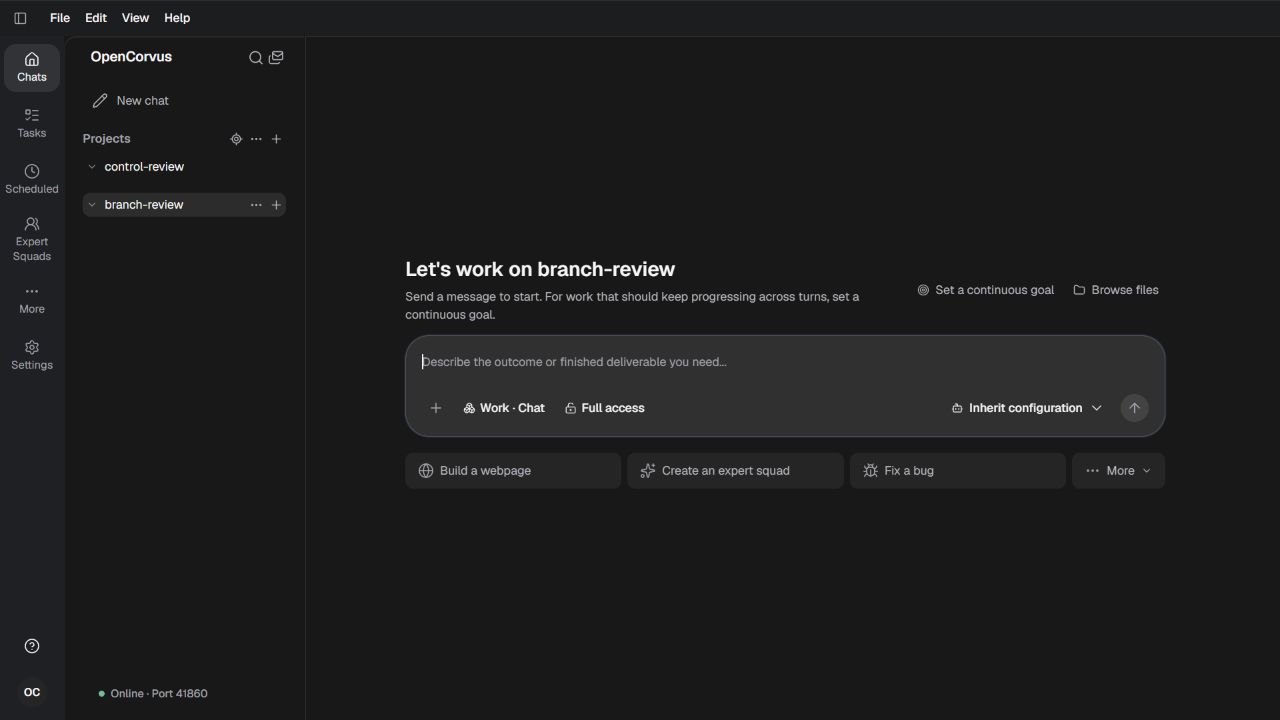 File Edit View Help
Chats
Tasks
Scheduled
Expert
Squads
More
Settings
OC
OpenCorvus
New chat
Projects
control-review
branch-review
Online · Port 41860
Let's work on branch-review
Send a message to start. For work that should keep progressing across turns, set a
continuous goal.
Set a continuous goal
Browse files
Describe the outcome or finished deliverable you need...
Work · Chat
Full access
Inherit configuration
Build a webpage
Create an expert squad
Fix a bug
More